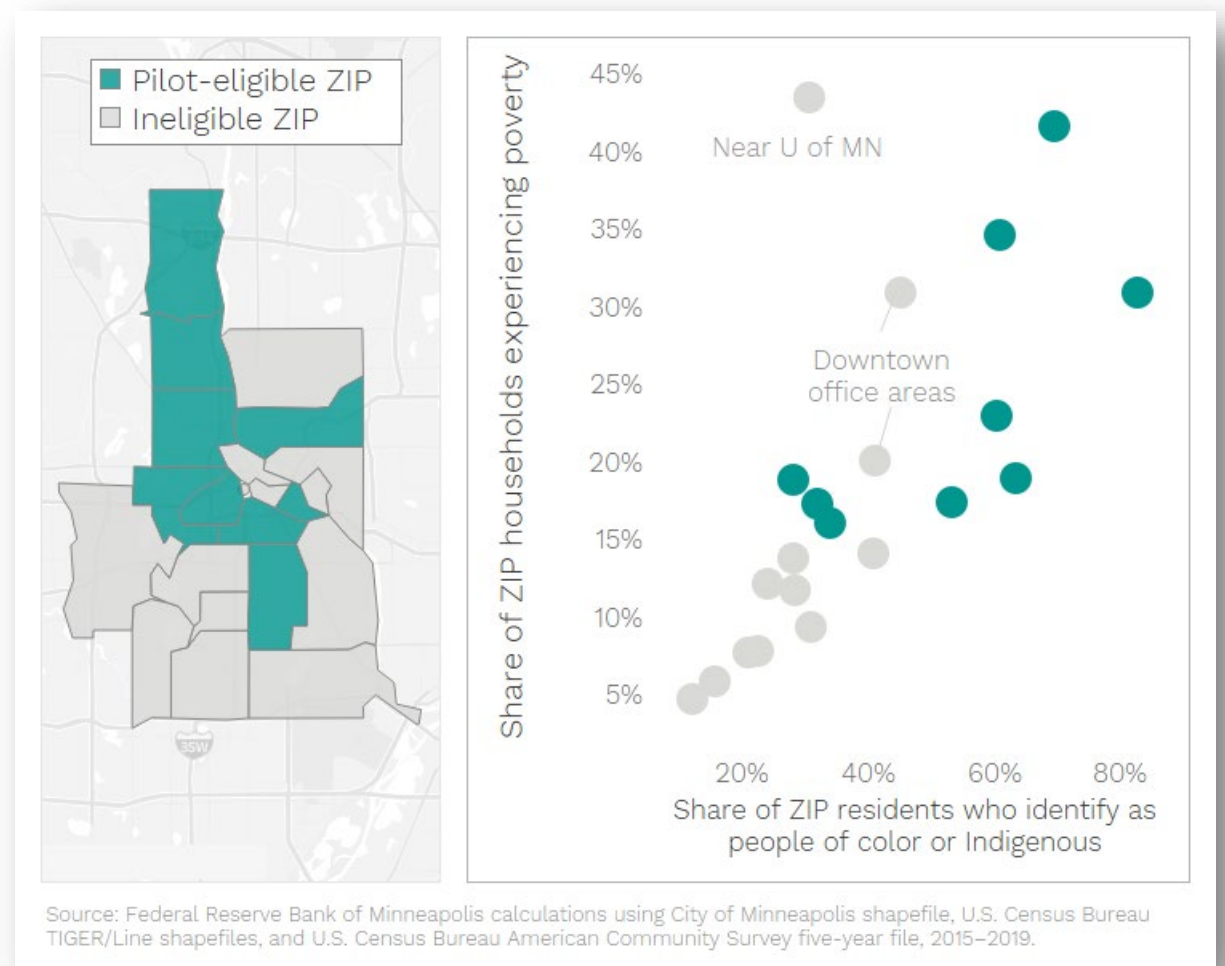 Pilot-eligible ZIP
Ineligible ZIP
35W
Share of ZIP households experiencing poverty
45%
40%
35%
30%
25%
20%
15%
10%
5%
Near U of MN
Downtown
office areas
20% 40% 60% 80%
Share of ZIP residents who identify as
people of color or Indigenous
Source: Federal Reserve Bank of Minneapolis calculations using City of Minneapolis shapefile, U.S. Census Bureau
TIGER/Line shapefiles, and U.S. Census Bureau American Community Survey five-year file, 2015–2019.